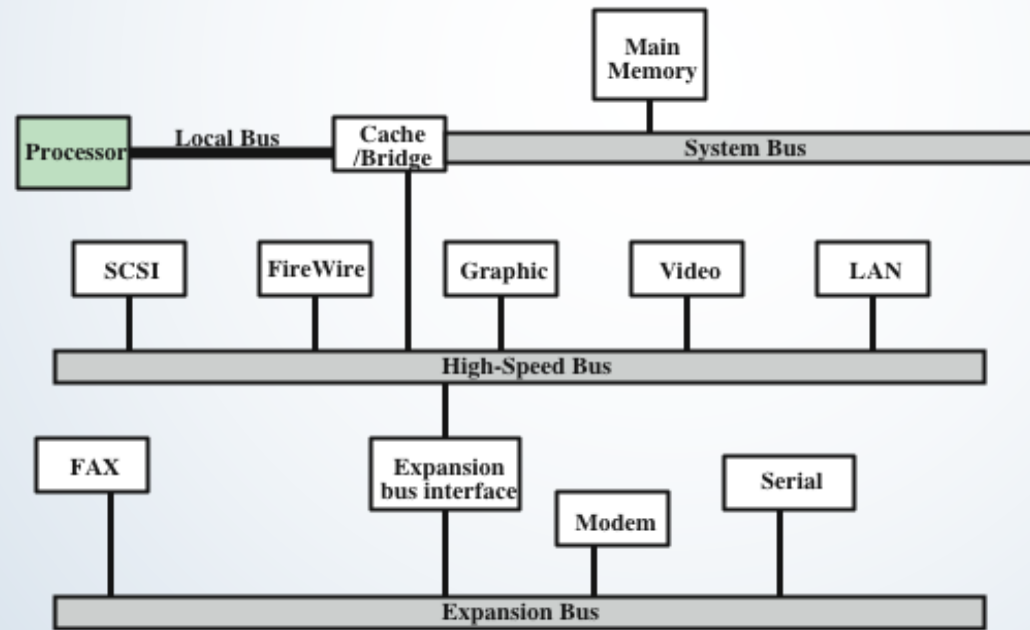 Main
Memory
Processor
Local Bus
Cache
/Bridge
System Bus
SCSI
FireWire
Graphic
Video
LAN
High-Speed Bus
FAX
Expansion
bus interface
Modem
Serial
Expansion Bus